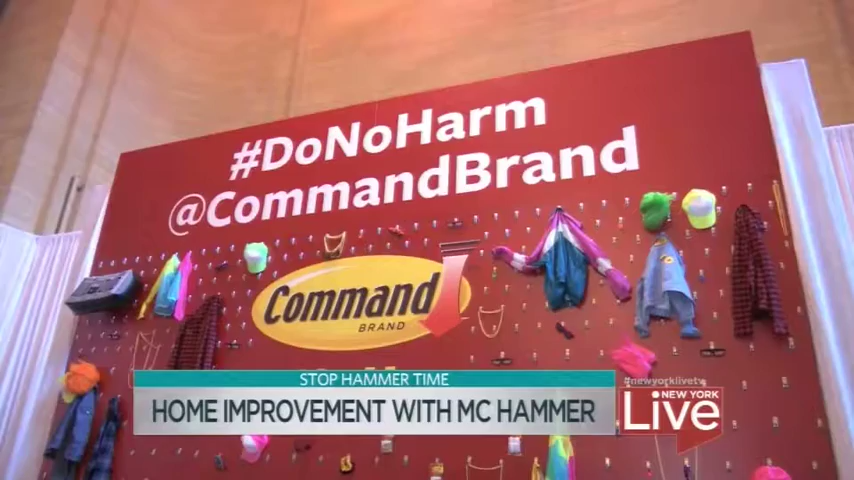 #DoNoHarm
@CommandBrand
Command
BRAND
STOP HAMMER TIME
HOME IMPROVEMENT WITH MC HAMMER
#newyorklivetv
NEW YORK
Live